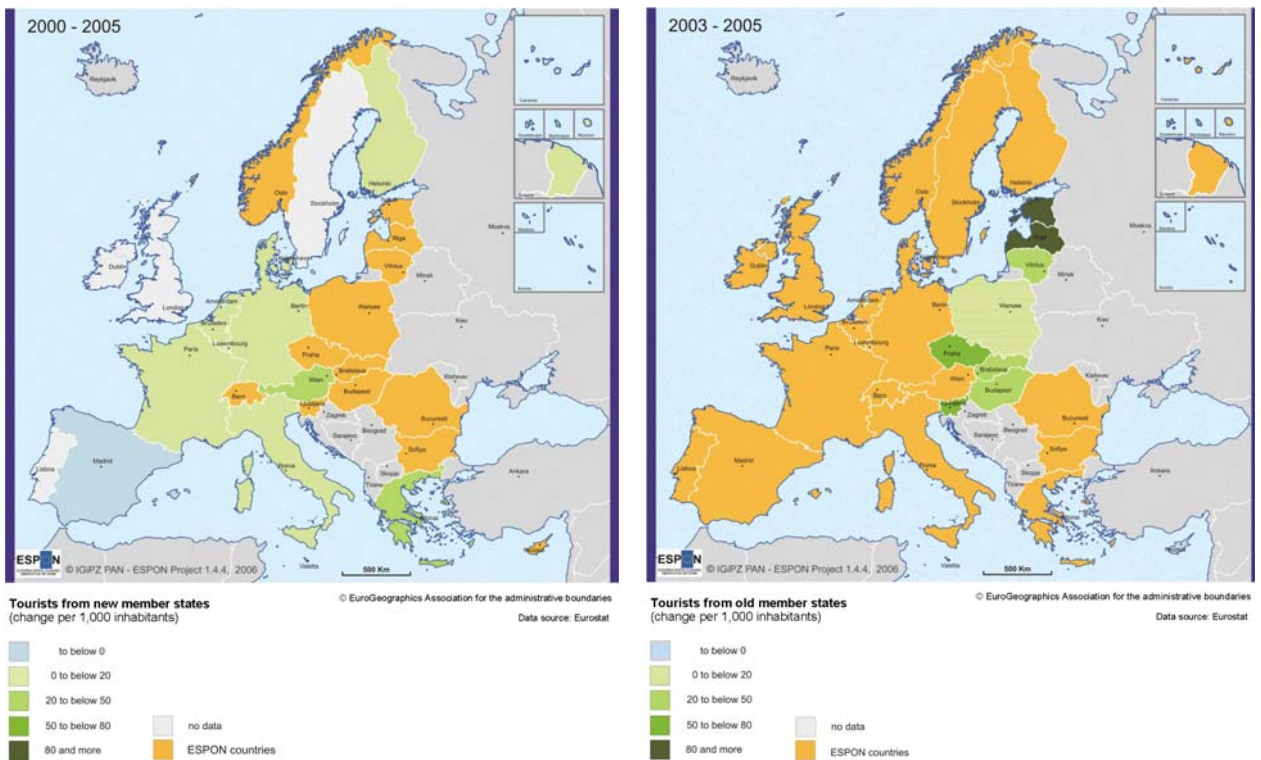 2000 - 2005
Reykjavik
Canarias
Guadeloupe
Martinique
Reunion
Guyane
Madeira
Acores
Oslo
Helsinki
Stockholm
Tallinn
Riga
Moskva
Vilnius
Minsk
Dublin
London
Amsterdam
Berlin
Warsaw
Bruxelles
Kiev
Luxembourg
Praha
Paris
Wien
Bratislava
Budapest
Kishinev
Bern
Ljubljana
Zagreb
Bucuresti
Beograd
Sarajevo
Sofiya
Skopje
Tirane
Madrid
Lisboa
Roma
Ankara
Valetta
ESPON
© IGiPZ PAN - ESPON Project 1.4.4, 2006
500 Km
Tourists from new member states
(change per 1,000 inhabitants)
© EuroGeographics Association for the administrative boundaries
Data source: Eurostat
to below 0
0 to below 20
20 to below 50
50 to below 80
80 and more
no data
ESPON countries
2003 - 2005
Reykjavik
Canarias
Guadeloupe
Martinique
Reunion
Guyane
Madeira
Acores
Oslo
Helsinki
Stockholm
Riga
Moskva
Vilnius
Minsk
Dublin
London
Amsterdam
Berlin
Warsaw
Bruxelles
Kiev
Luxembourg
Praha
Paris
Wien
Bratislava
Budapest
Kishinev
Bern
Ljubljana
Zagreb
Bucuresti
Beograd
Sarajevo
Sofiya
Skopje
Tirane
Madrid
Lisboa
Roma
Ankara
Valetta
ESPON
© IGiPZ PAN - ESPON Project 1.4.4, 2006
500 Km
Tourists from old member states
(change per 1,000 inhabitants)
© EuroGeographics Association for the administrative boundaries
Data source: Eurostat
to below 0
0 to below 20
20 to below 50
50 to below 80
80 and more
no data
ESPON countries